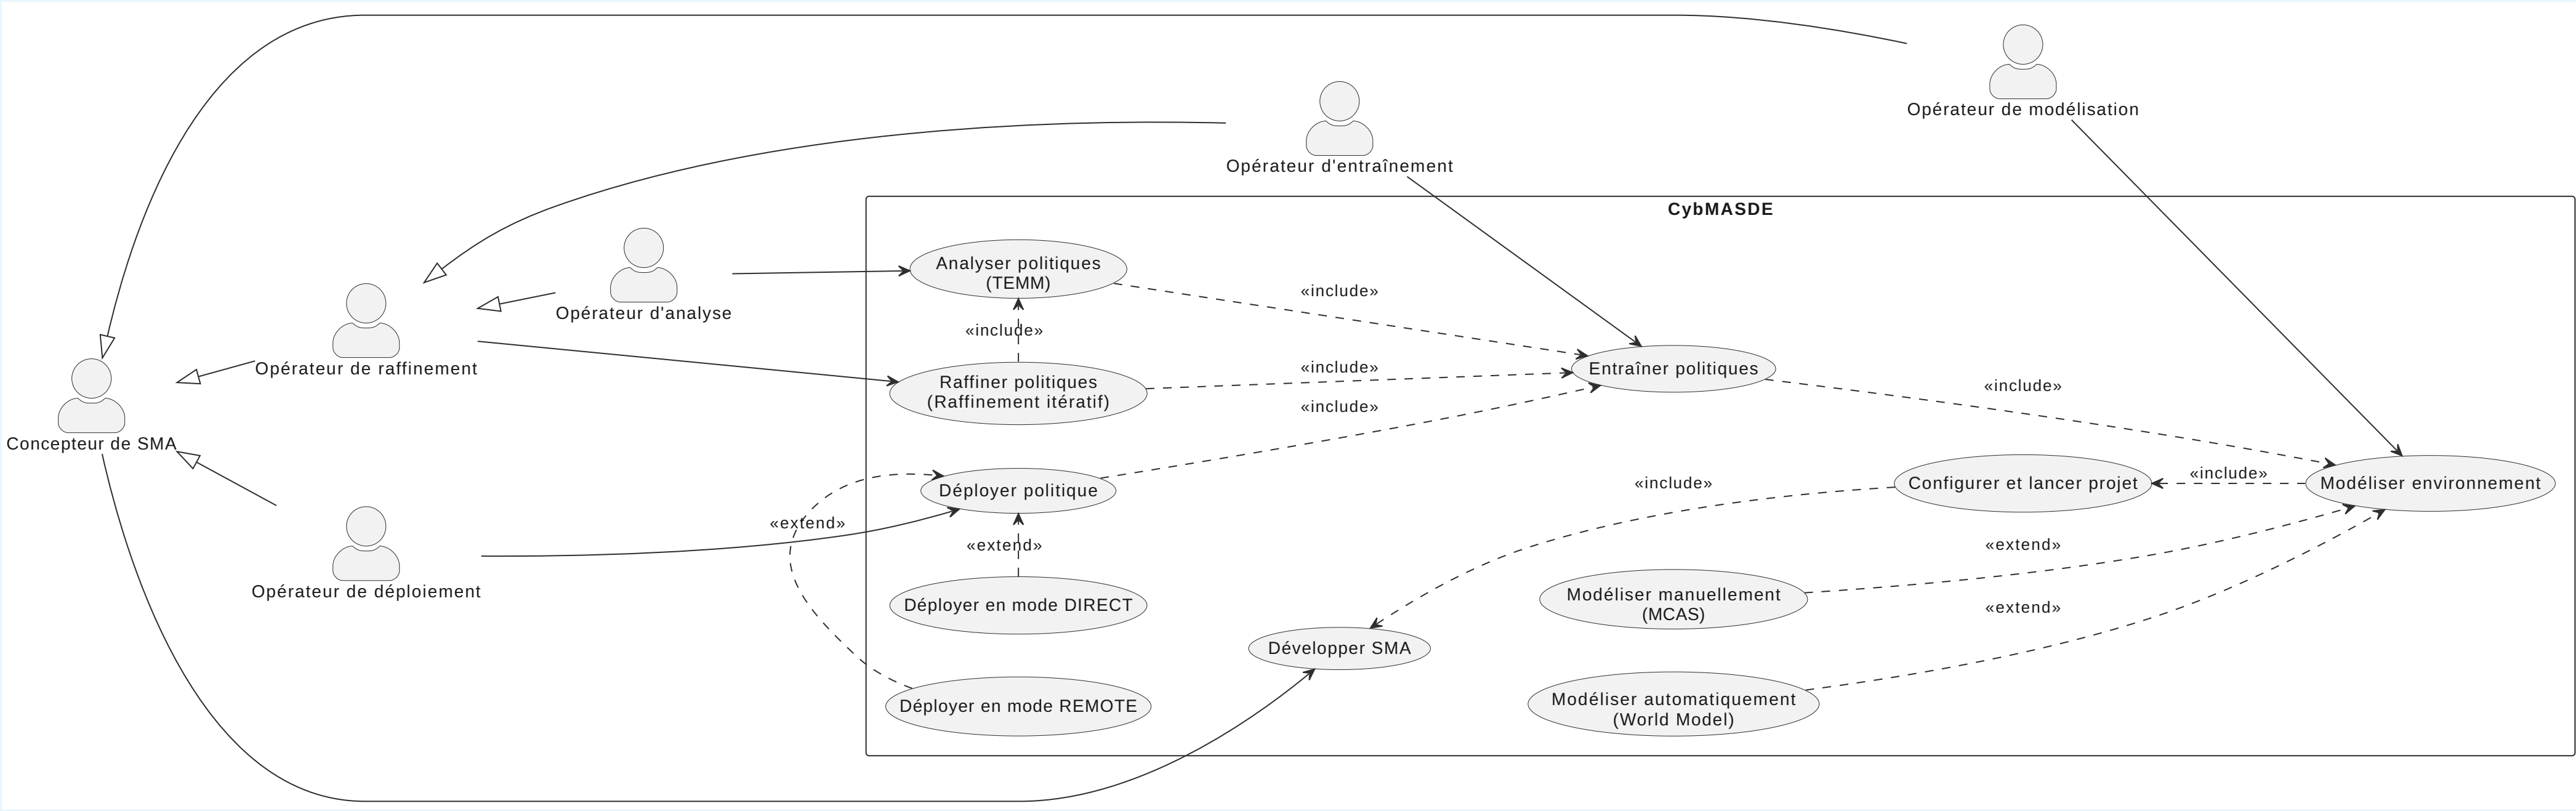 Opérateur de modélisation
Opérateur d'entraînement
CybMASDE
Opérateur d'analyse
Opérateur de raffinement
Concepteur de SMA
Opérateur de déploiement
Analyser politiques
(TEMM)
«include»
«include»
Raffiner politiques
(Raffinement itératif)
«include»
«include»
Entraîner politiques
«include»
Déployer politique
«extend»
«extend»
Déployer en mode DIRECT
Déployer en mode REMOTE
«include»
Configurer et lancer projet
«include»
Modéliser environnement
«extend»
Modéliser manuellement
(MCAS)
«extend»
Développer SMA
Modéliser automatiquement
(World Model)